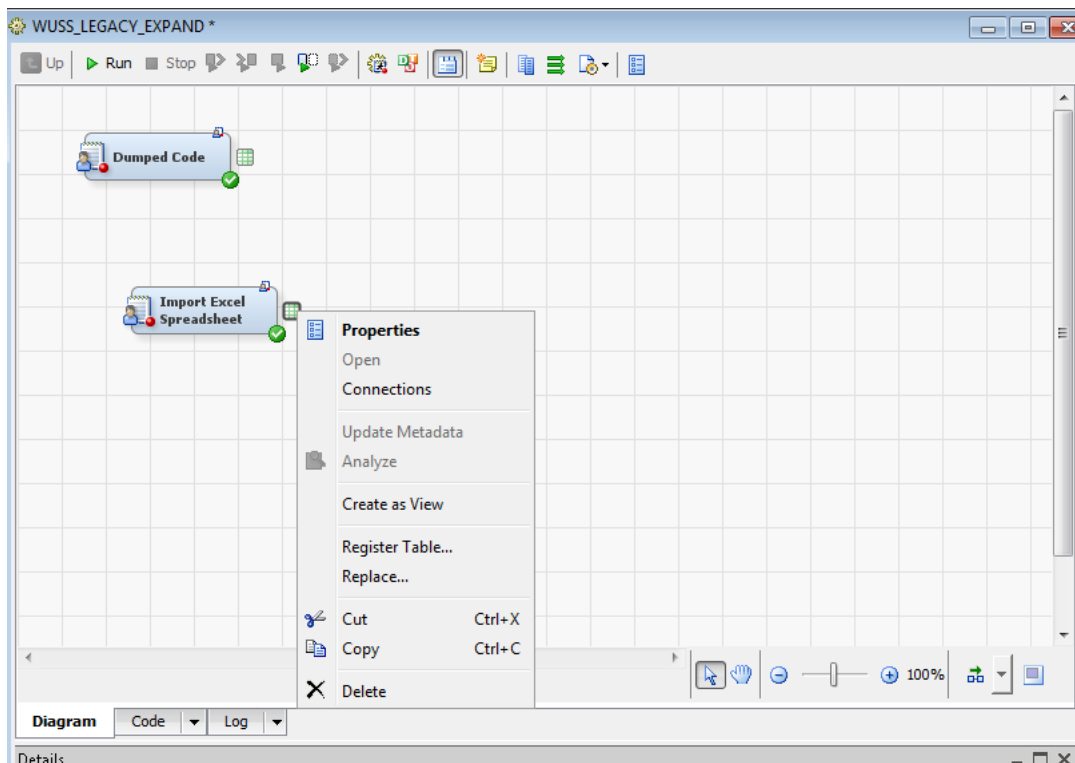 WUSS_LEGACY_EXPAND *
Up Run Stop
Dumped Code
Import Excel
Spreadsheet
Properties
Open
Connections
Update Metadata
Analyze
Create as View
Register Table...
Replace...
Cut Ctrl+X
Copy Ctrl+C
Delete
100%
Diagram Code Log
Details